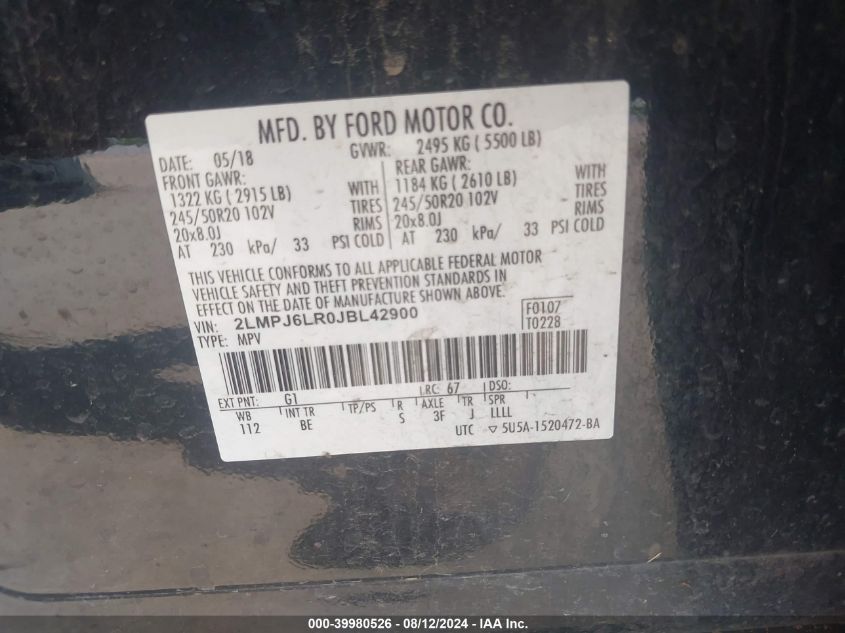 MFD. BY FORD MOTOR CO.
DATE: 05/18 GVWR: 2495 KG ( 5500 LB)
FRONT GAWR: REAR GAWR:
1322 KG ( 2915 LB) WITH 1184 KG ( 2610 LB) WITH
245/50R20 102V TIRES 245/50R20 102V TIRES
20x8.0J RIMS 20x8.0J RIMS
AT 230 kPa/ 33 PSI COLD AT 230 kPa/ 33 PSI COLD
THIS VEHICLE CONFORMS TO ALL APPLICABLE FEDERAL MOTOR
VEHICLE SAFETY AND THEFT PREVENTION STANDARDS IN
EFFECT ON THE DATE OF MANUFACTURE SHOWN ABOVE.
VIN: 2LMPJ6LR0JBL42900 F0107
TYPE: MPV T0228
EXT PNT: G1 RC: 67 DSO:
WB INT TR TP/PS R AXLE TR SPR
112 BE S 3F J LLLL
UTC ▽ 5U5A-1520472-BA
000-39980526 - 08/12/2024 - IAA Inc.